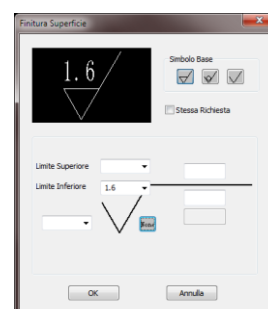 Finitura Superficie
1.6
Simbolo Base
Stessa Richiesta
Limite Superiore
Limite Inferiore
1.6
OK
Annulla